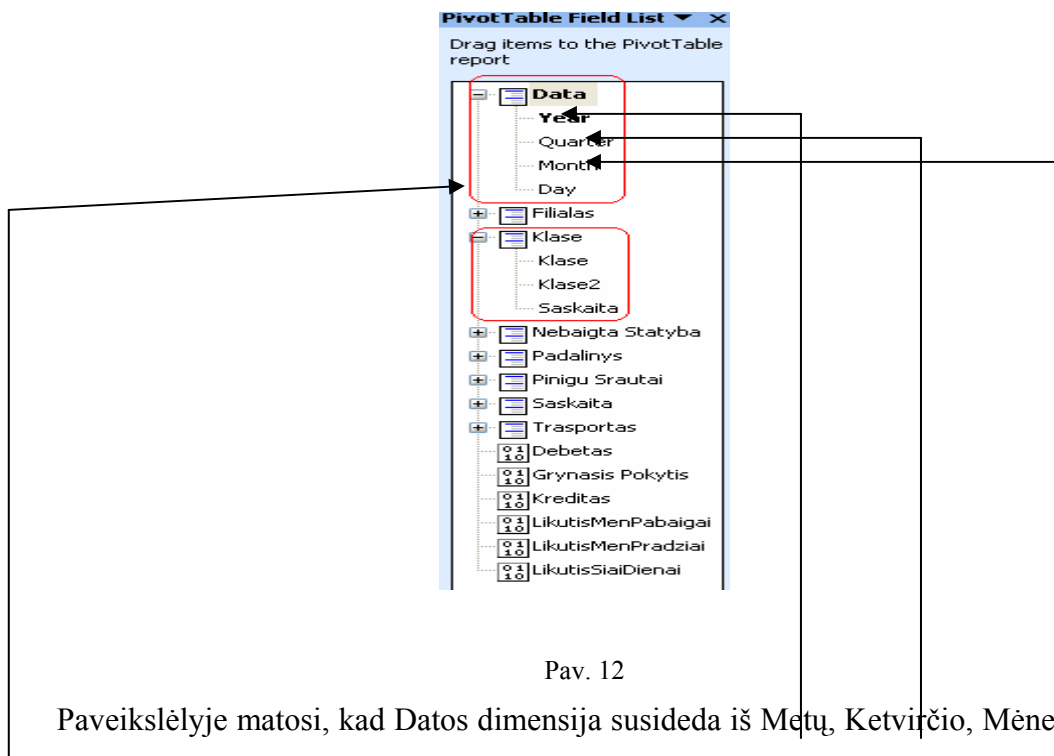 PivotTable Field List
Drag items to the PivotTable
report
Data
Year
Quarter
Month
Day
Filialas
Klase
Klase
Klase2
Saskaita
Nebaigta Statyba
Padalinys
Pinigu Srautai
Saskaita
Trasportas
Debetas
Grynasis Pokytis
Kreditas
LikutisMenPabaigai
LikutisMenPradziai
LikutisSiaiDienai
Pav. 12
Paveikslėlyje matosi, kad Datos dimensija susideda iš Metų, Ketvirčio, Mėne